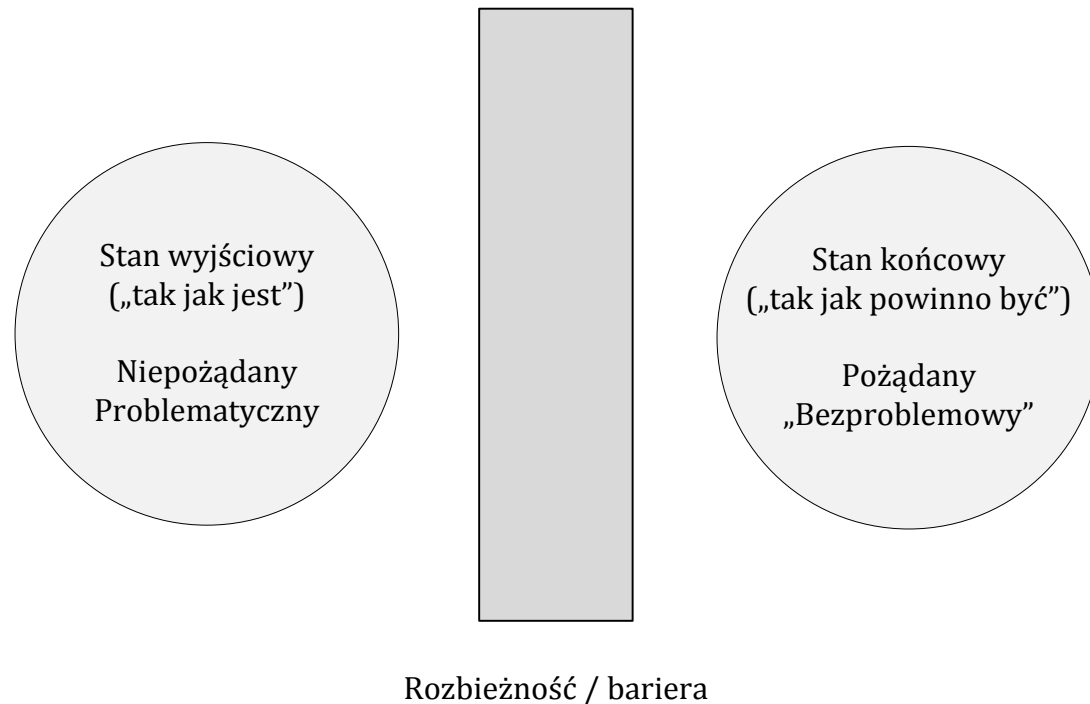 Stan wyjściowy
(„tak jak jest”)
Niepożądany
Problematyczny
Stan końcowy
(„tak jak powinno być”)
Pożądany
„Bezproblemowy”
Rozbieżność / bariera